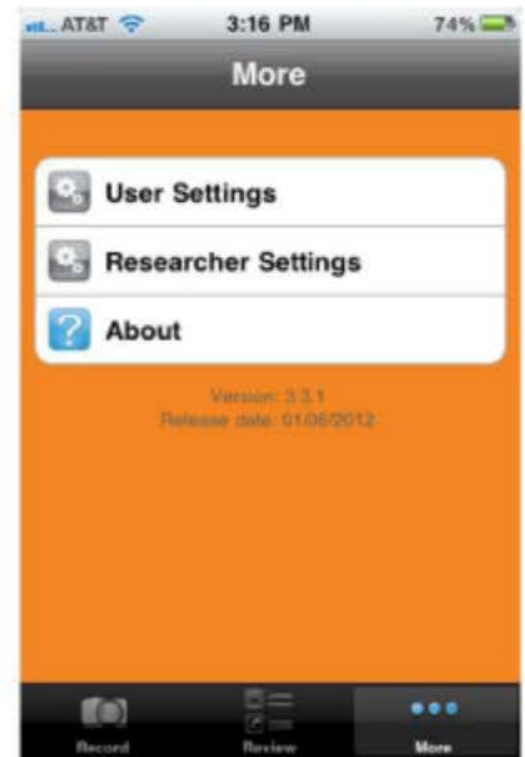 AT&T 3:16 PM 74%
More
User Settings
Researcher Settings
About
Version: 3.3.1
Release date: 01/06/2012
Record Review More